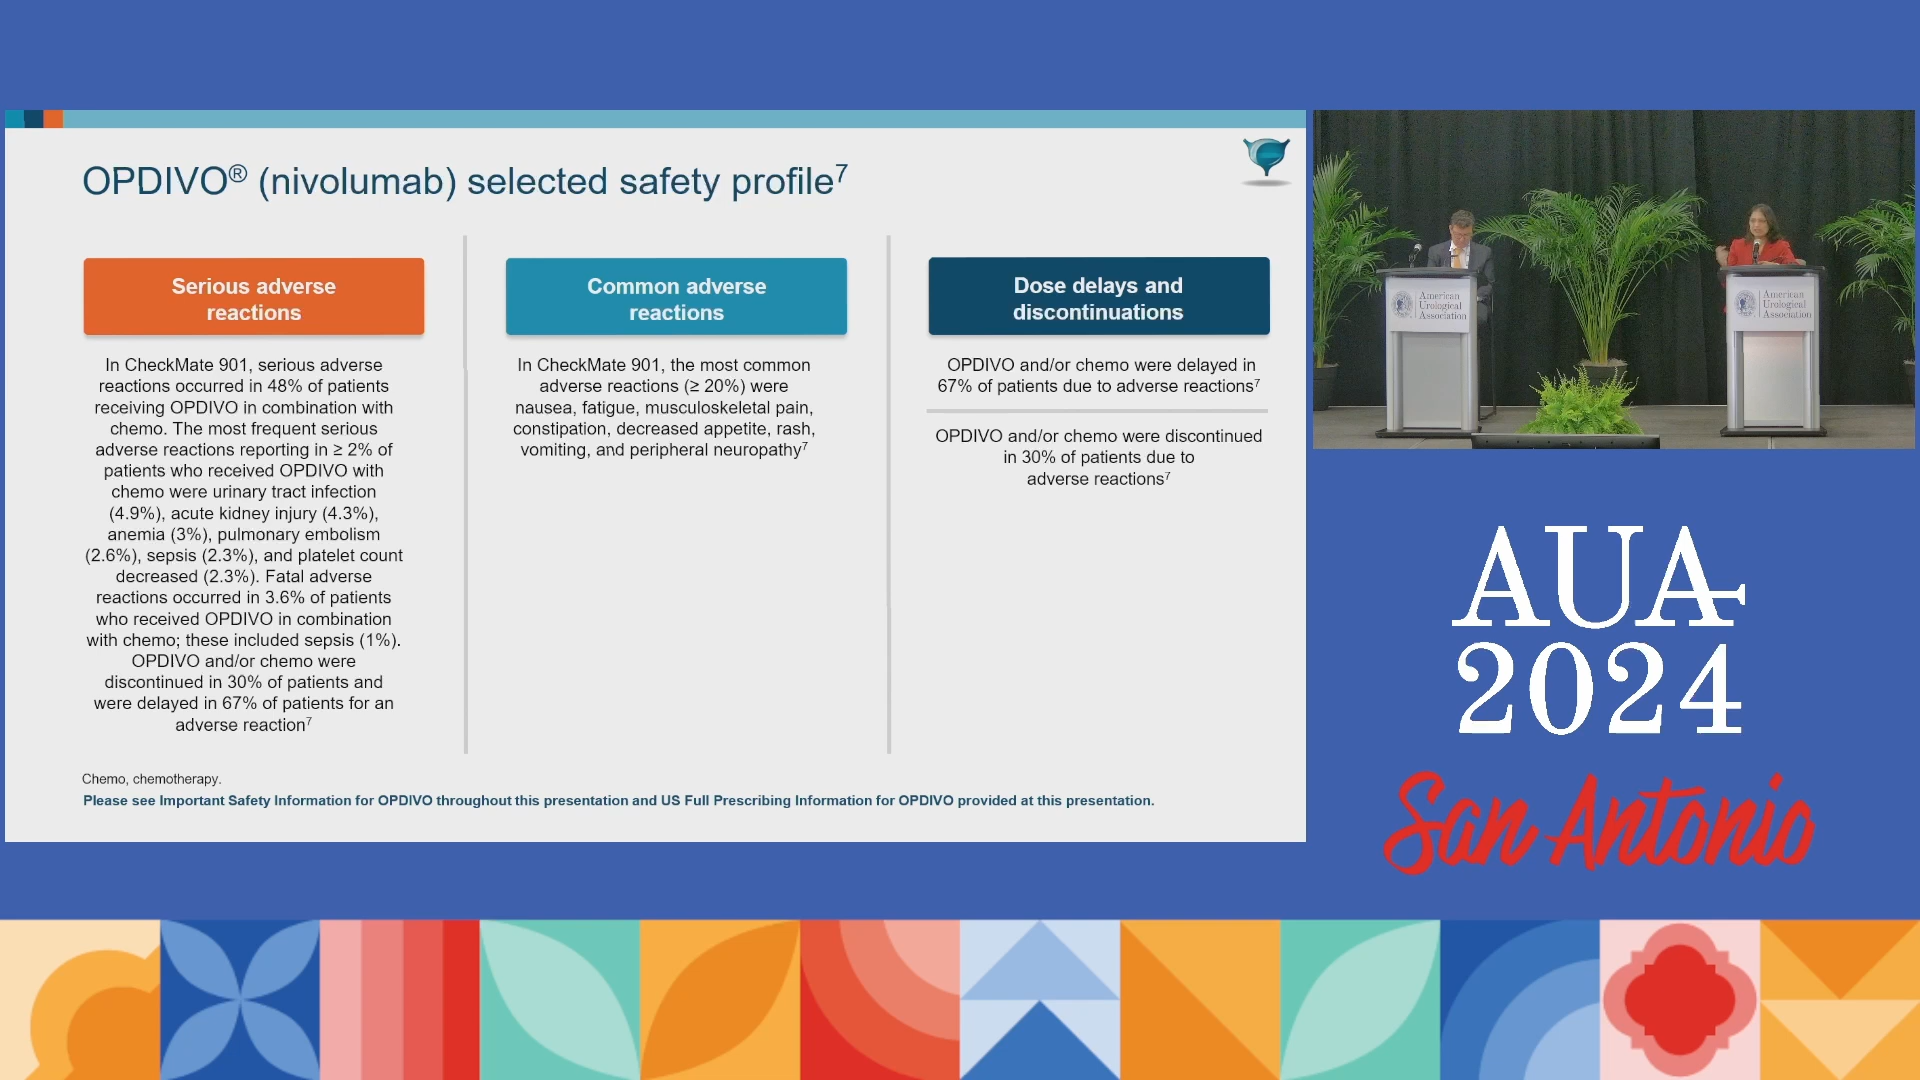 OPDIVO® (nivolumab) selected safety profile⁷
Serious adverse
reactions
In CheckMate 901, serious adverse
reactions occurred in 48% of patients
receiving OPDIVO in combination with
chemo. The most frequent serious
adverse reactions reporting in ≥ 2% of
patients who received OPDIVO with
chemo were urinary tract infection
(4.9%), acute kidney injury (4.3%),
anemia (3%), pulmonary embolism
(2.6%), sepsis (2.3%), and platelet count
decreased (2.3%). Fatal adverse
reactions occurred in 3.6% of patients
who received OPDIVO in combination
with chemo; these included sepsis (1%).
OPDIVO and/or chemo were
discontinued in 30% of patients and
were delayed in 67% of patients for an
adverse reaction⁷
Common adverse
reactions
In CheckMate 901, the most common
adverse reactions (≥ 20%) were
nausea, fatigue, musculoskeletal pain,
constipation, decreased appetite, rash,
vomiting, and peripheral neuropathy⁷
Dose delays and
discontinuations
OPDIVO and/or chemo were delayed in
67% of patients due to adverse reactions⁷
OPDIVO and/or chemo were discontinued
in 30% of patients due to
adverse reactions⁷
Chemo, chemotherapy.
Please see Important Safety Information for OPDIVO throughout this presentation and US Full Prescribing Information for OPDIVO provided at this presentation.
American
Urological
Association
American
Urological
Association
AUA
2024
San Antonio